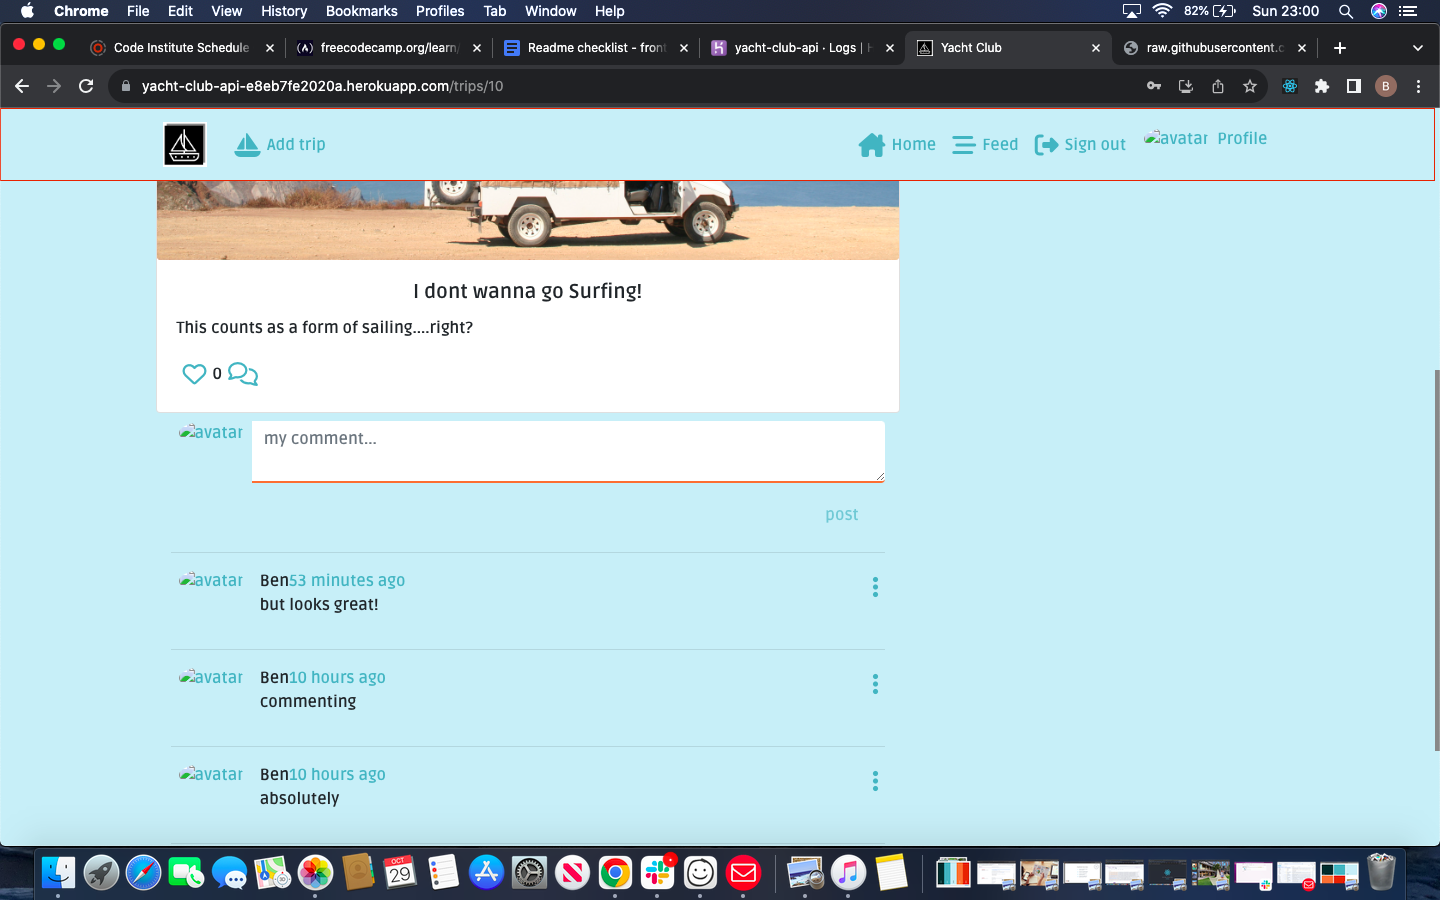 Chrome File Edit View History Bookmarks Profiles Tab Window Help 82% Sun 23:00
Code Institute Schedule freecodecamp.org/learn/ Readme checklist - front yacht-club-api · Logs | H Yacht Club raw.githubusercontent.c
yacht-club-api-e8eb7fe2020a.herokuapp.com/trips/10 B
Add trip Home Feed Sign out avatar Profile
I dont wanna go Surfing!
This counts as a form of sailing....right?
0
avatar my comment...
post
avatar Ben53 minutes ago
but looks great!
avatar Ben10 hours ago
commenting
avatar Ben10 hours ago
absolutely
OCT
29